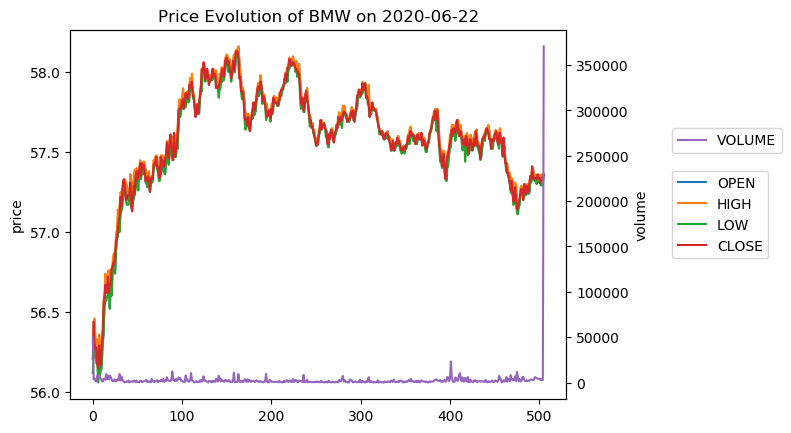 Price Evolution of BMW on 2020-06-22
price
58.0
57.5
57.0
56.5
56.0
0
100
200
300
400
500
350000
300000
250000
200000
150000
100000
50000
0
volume
VOLUME
OPEN
HIGH
LOW
CLOSE